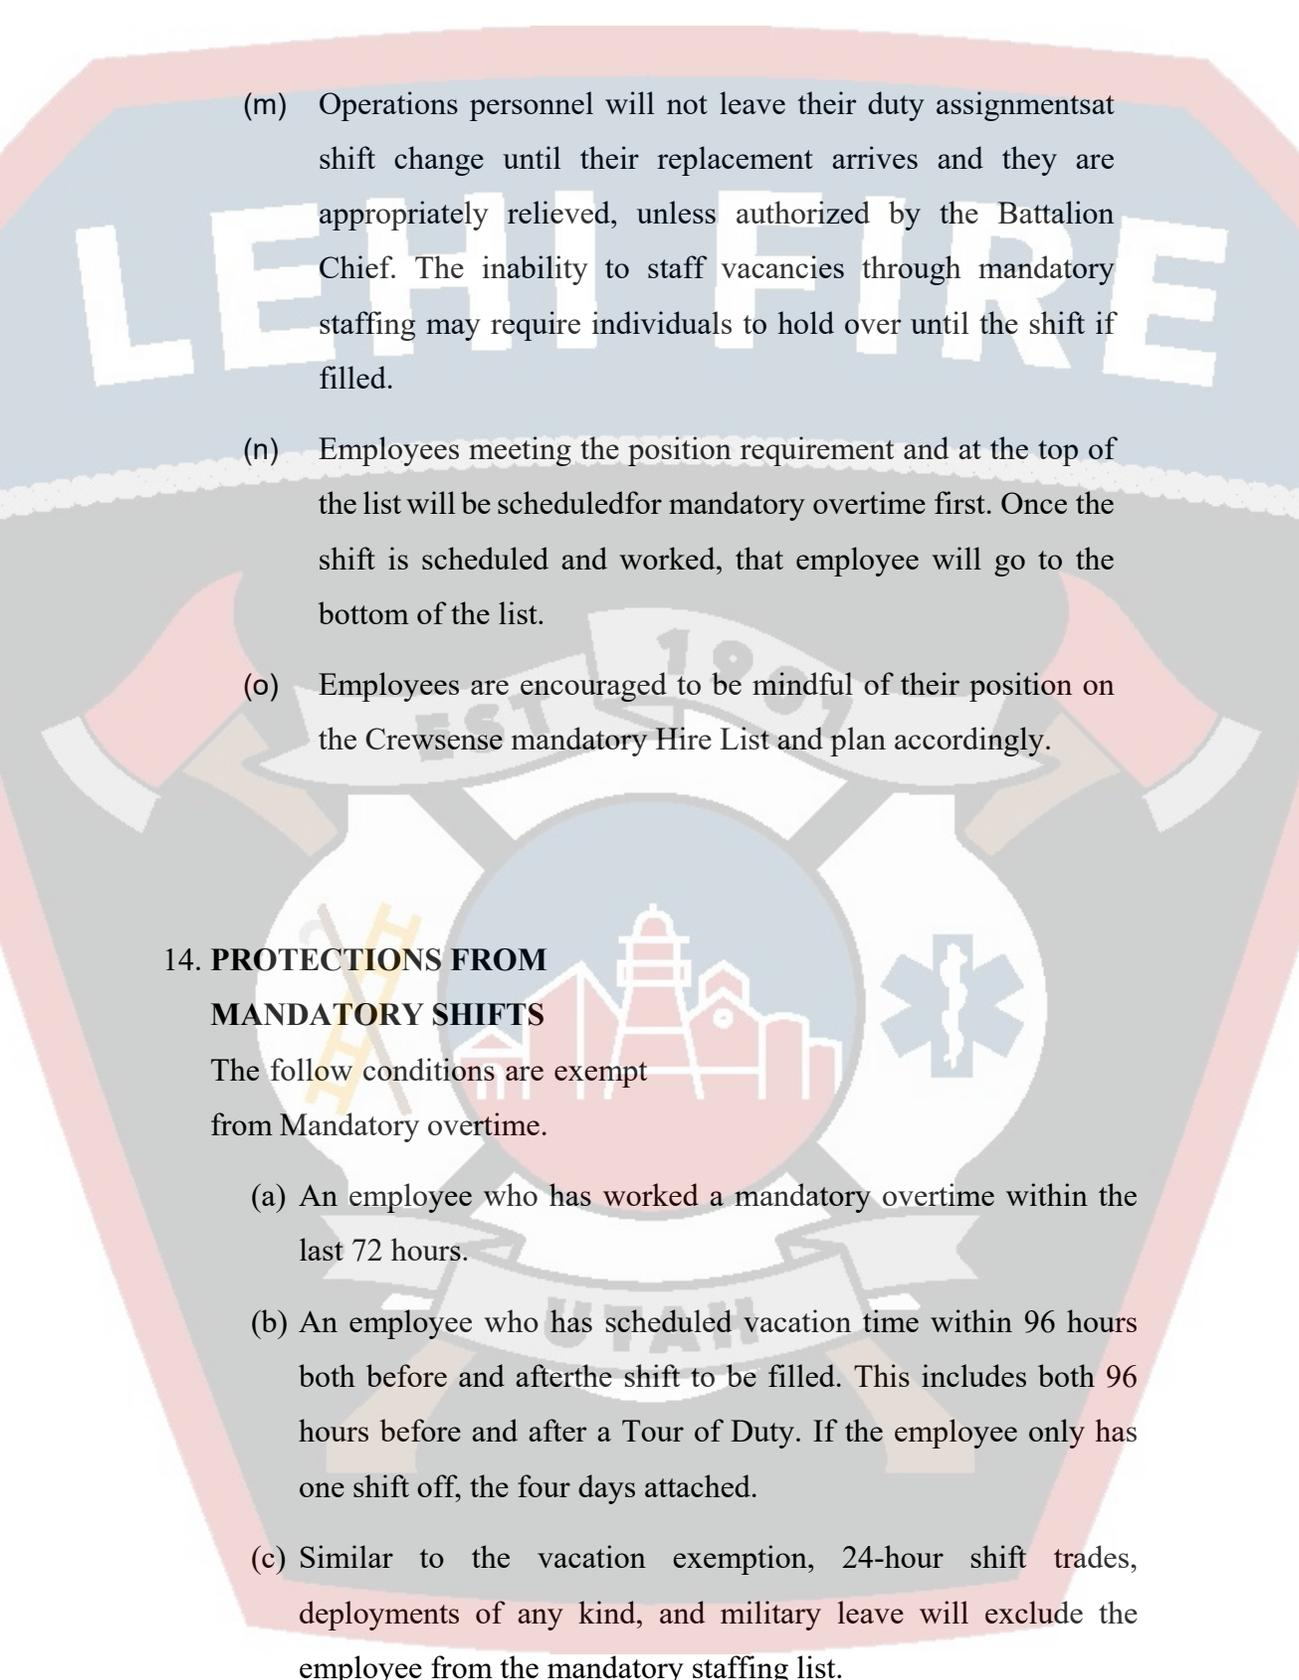 (m) Operations personnel will not leave their duty assignmentsat
shift change until their replacement arrives and they are
appropriately relieved, unless authorized by the Battalion
Chief. The inability to staff vacancies through mandatory
staffing may require individuals to hold over until the shift if
filled.
LEHI FIRE
(n) Employees meeting the position requirement and at the top of
the list will be scheduledfor mandatory overtime first. Once the
shift is scheduled and worked, that employee will go to the
bottom of the list.
(o) Employees are encouraged to be mindful of their position on
the Crewsense mandatory Hire List and plan accordingly.
EST 1907
14. PROTECTIONS FROM
MANDATORY SHIFTS
The follow conditions are exempt
from Mandatory overtime.
(a) An employee who has worked a mandatory overtime within the
last 72 hours.
(b) An employee who has scheduled vacation time within 96 hours
both before and afterthe shift to be filled. This includes both 96
hours before and after a Tour of Duty. If the employee only has
one shift off, the four days attached.
UTAH
(c) Similar to the vacation exemption, 24-hour shift trades,
deployments of any kind, and military leave will exclude the
employee from the mandatory staffing list.